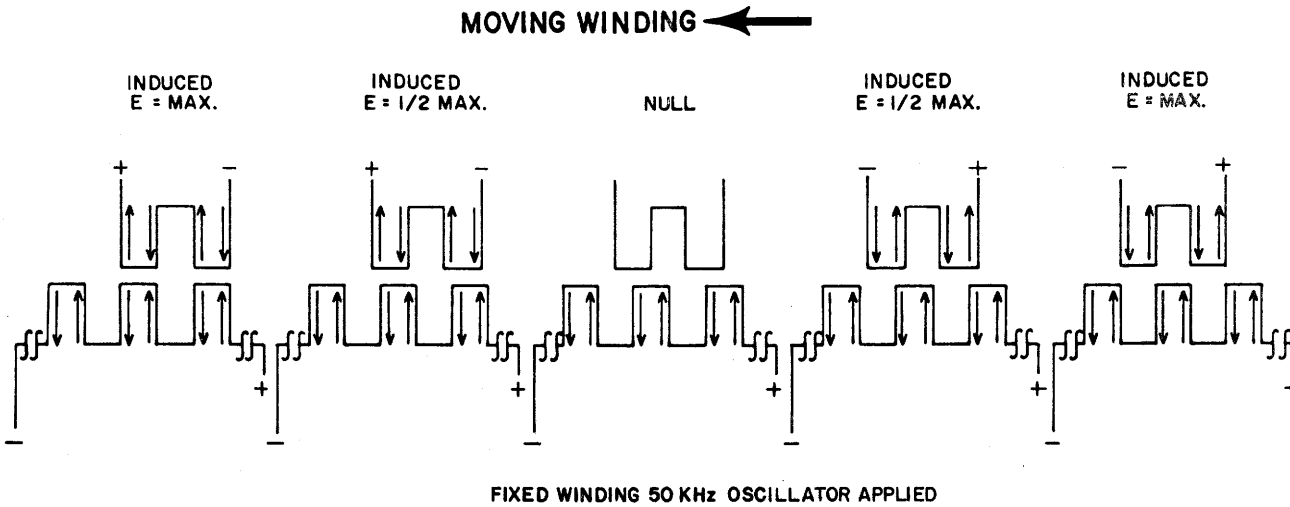 MOVING WINDING
INDUCED
E = MAX.
INDUCED
E = 1/2 MAX.
NULL
INDUCED
E = 1/2 MAX.
INDUCED
E = MAX.
+ −
+ −
− +
− +
+
+
+
+
+
−
−
−
−
−
FIXED WINDING 50 KHz OSCILLATOR APPLIED